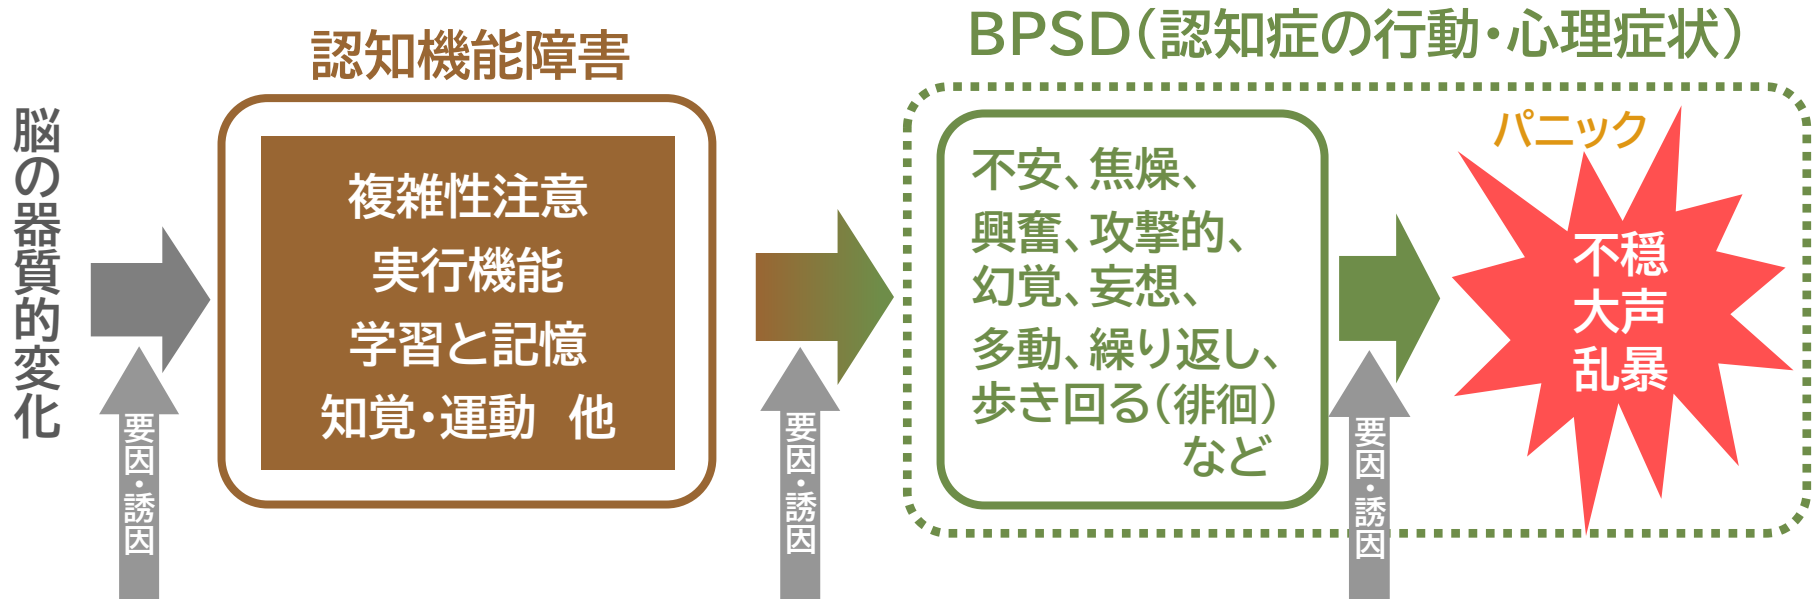 脳の器質的変化
要因・誘因
認知機能障害
複雑性注意
実行機能
学習と記憶
知覚・運動　他
要因・誘因
BPSD（認知症の行動・心理症状）
不安、焦燥、
興奮、攻撃的、
幻覚、妄想、
多動、繰り返し、
歩き回る（徘徊）
など
要因・誘因
パニック
不穏
大声
乱暴